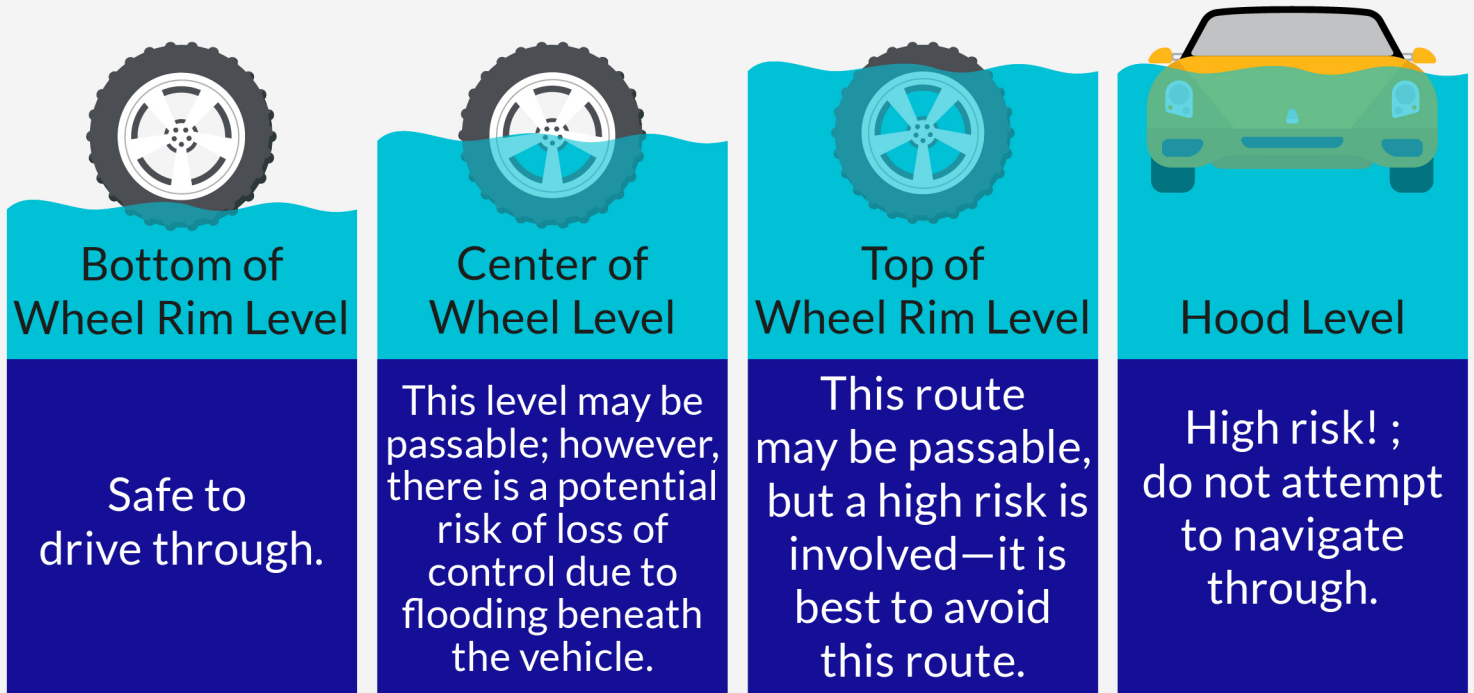 Bottom of
Wheel Rim Level
Safe to
drive through.
Center of
Wheel Level
This level may be
passable; however,
there is a potential
risk of loss of
control due to
flooding beneath
the vehicle.
Top of
Wheel Rim Level
This route
may be passable,
but a high risk is
involved—it is
best to avoid
this route.
Hood Level
High risk! ;
do not attempt
to navigate
through.